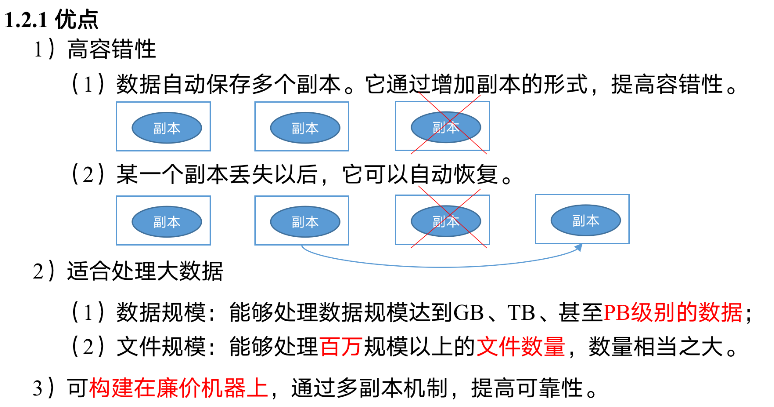 1.2.1 优点
1）高容错性
（1）数据自动保存多个副本。它通过增加副本的形式，提高容错性。
副本 副本 副本
（2）某一个副本丢失以后，它可以自动恢复。
副本 副本 副本 副本
2）适合处理大数据
（1）数据规模：能够处理数据规模达到GB、TB、甚至PB级别的数据；
（2）文件规模：能够处理百万规模以上的文件数量，数量相当之大。
3）可构建在廉价机器上，通过多副本机制，提高可靠性。